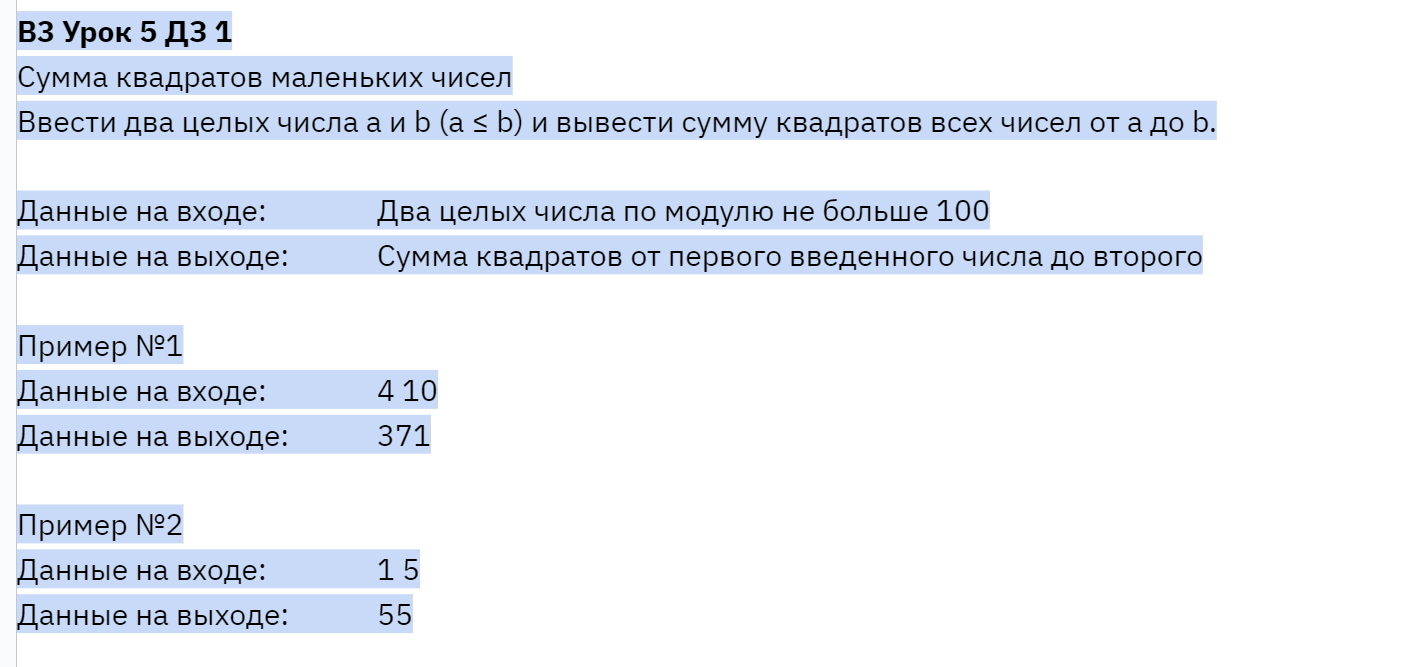 ВЗ Урок 5 ДЗ 1
Сумма квадратов маленьких чисел
Ввести два целых числа a и b (a ≤ b) и вывести сумму квадратов всех чисел от a до b.
Данные на входе: Два целых числа по модулю не больше 100
Данные на выходе: Сумма квадратов от первого введенного числа до второго
Пример №1
Данные на входе: 4 10
Данные на выходе: 371
Пример №2
Данные на входе: 1 5
Данные на выходе: 55